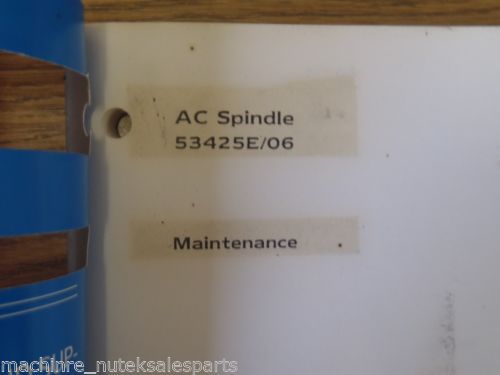 AC Spindle
53425E/06
Maintenance
machinre_nuteksalesparts